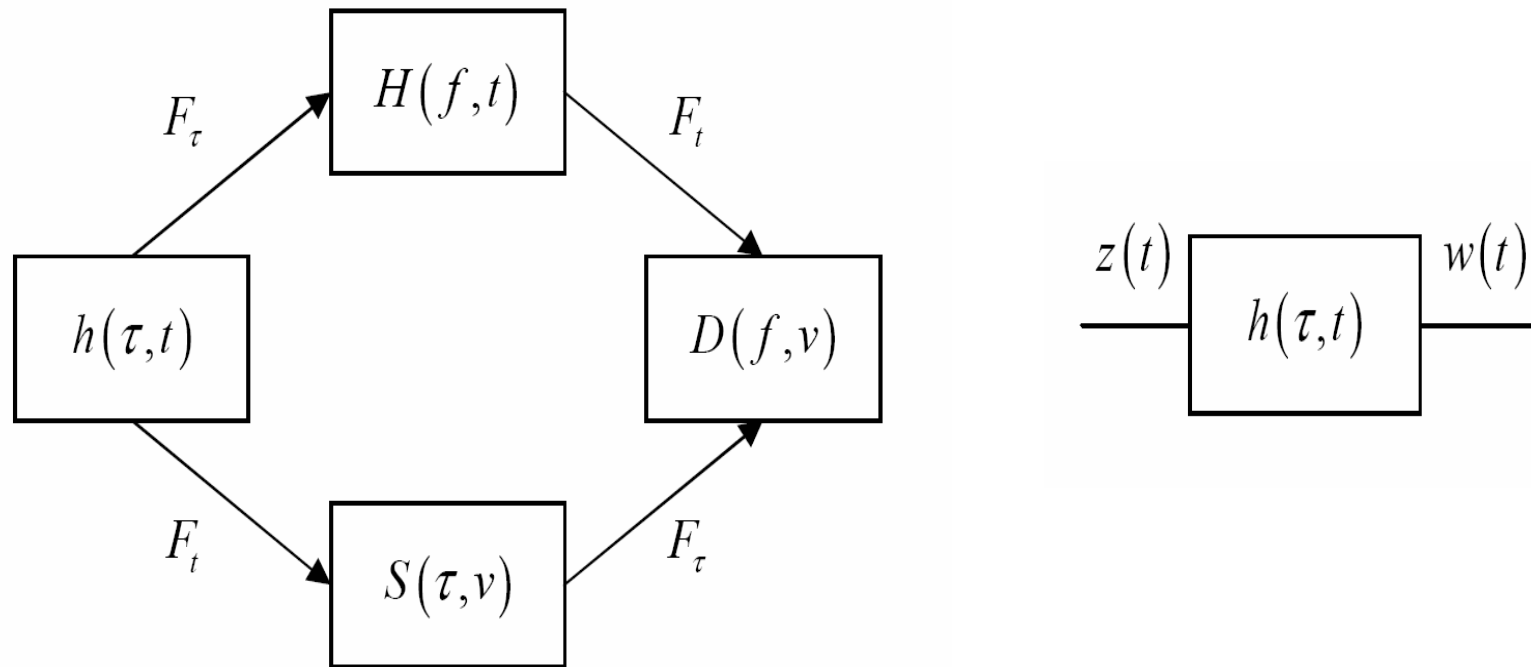 H(f,t)
F_τ
F_t
z(t)
w(t)
h(τ,t)
D(f,v)
h(τ,t)
F_t
F_τ
S(τ,v)